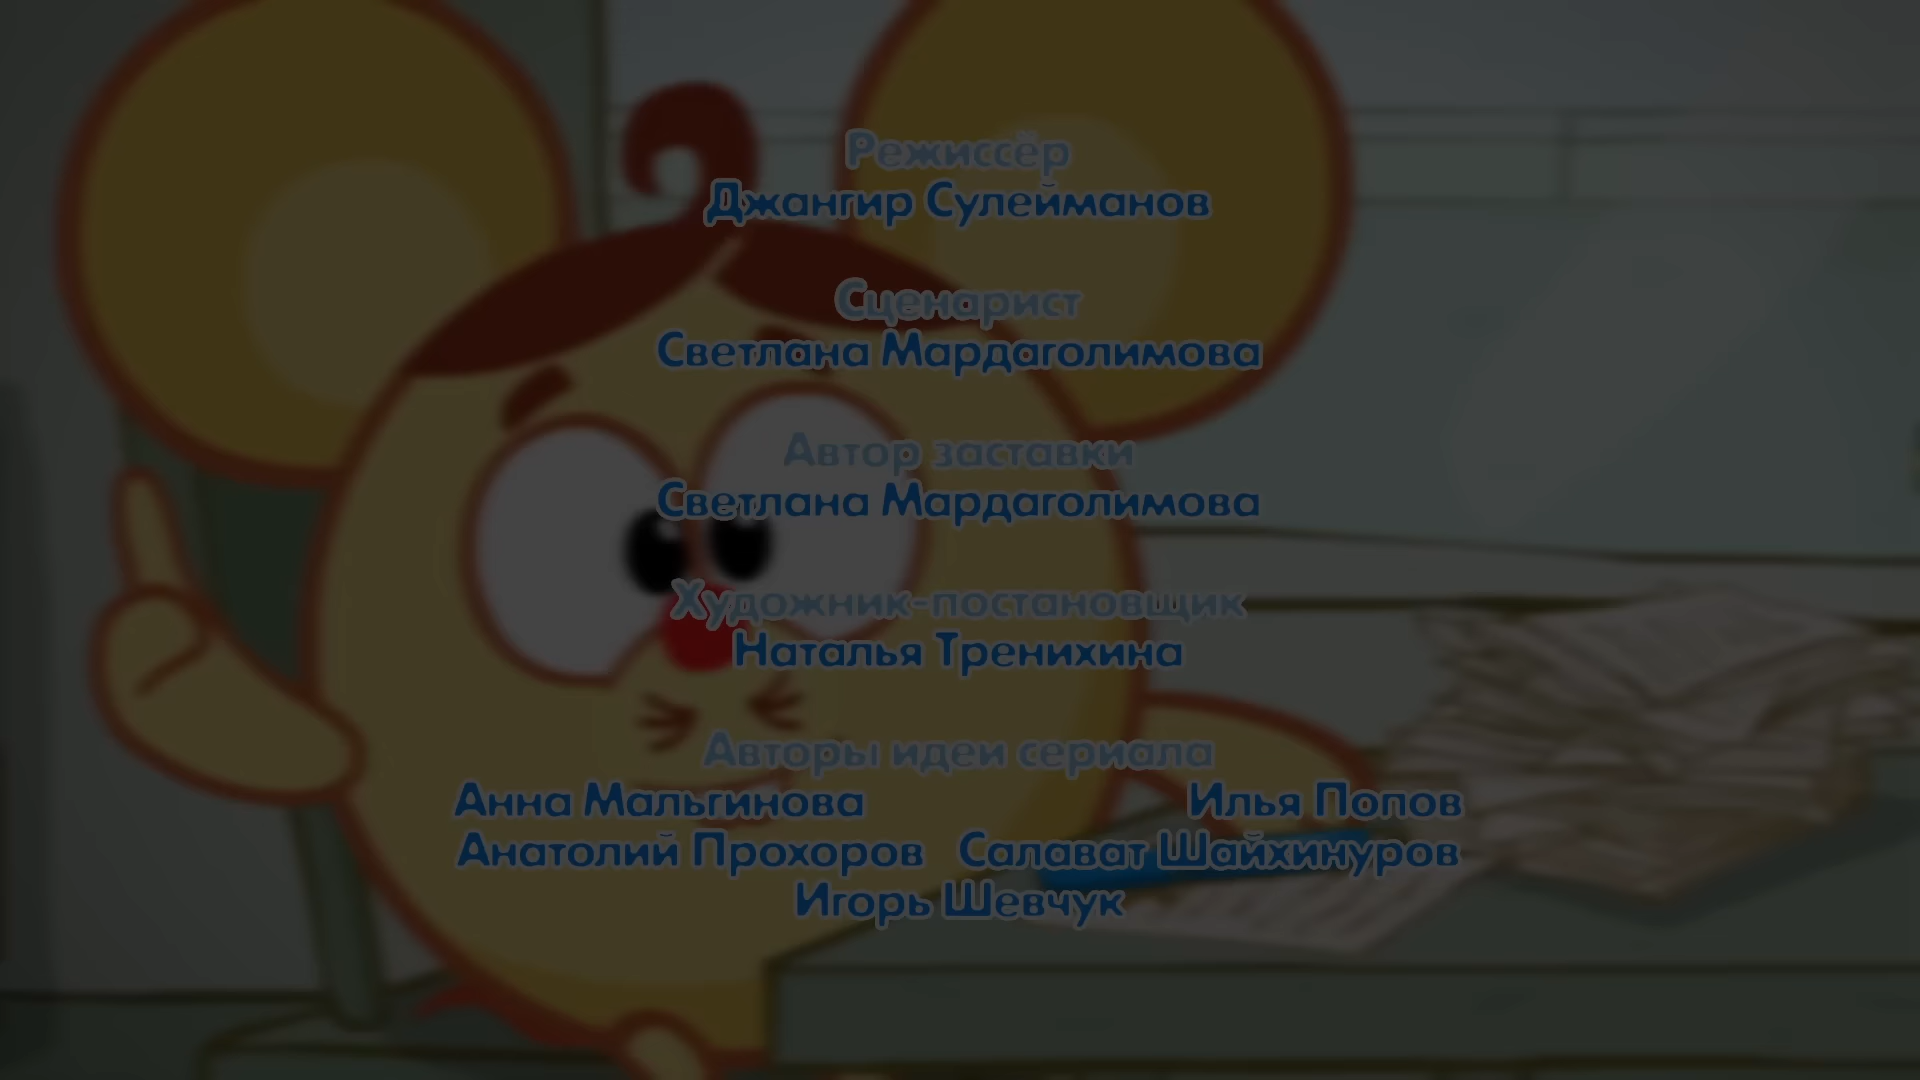 Режиссёр
Джангир Сулейманов
Сценарист
Светлана Мардаголимова
Автор заставки
Светлана Мардаголимова
Художник-постановщик
Наталья Тренихина
Авторы идеи сериала
Анна Мальгинова Илья Попов
Анатолий Прохоров Салават Шайхинуров
Игорь Шевчук